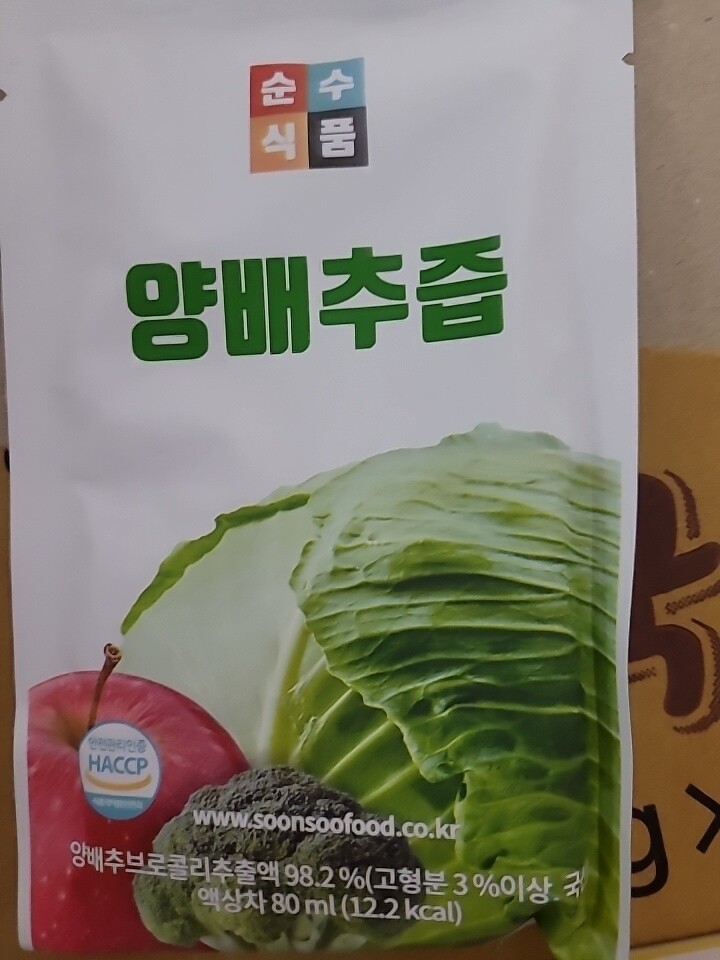 순수
식품
양배추즙
안전관리인증
HACCP
www.soonsoofood.co.kr
양배추브로콜리추출액 98.2 %(고형분 3 %이상, 국
액상차 80 ml (12.2 kcal)
g ×